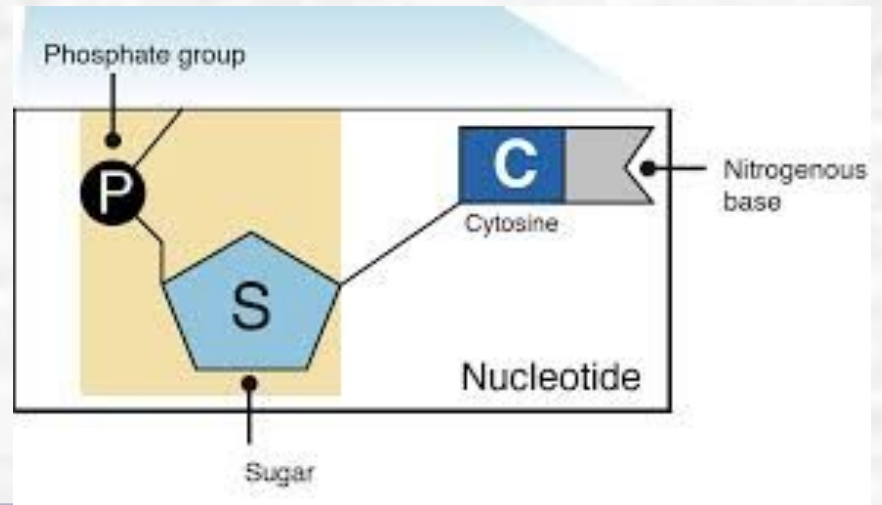 Phosphate group
P
C
Nitrogenous
base
Cytosine
S
Nucleotide
Sugar